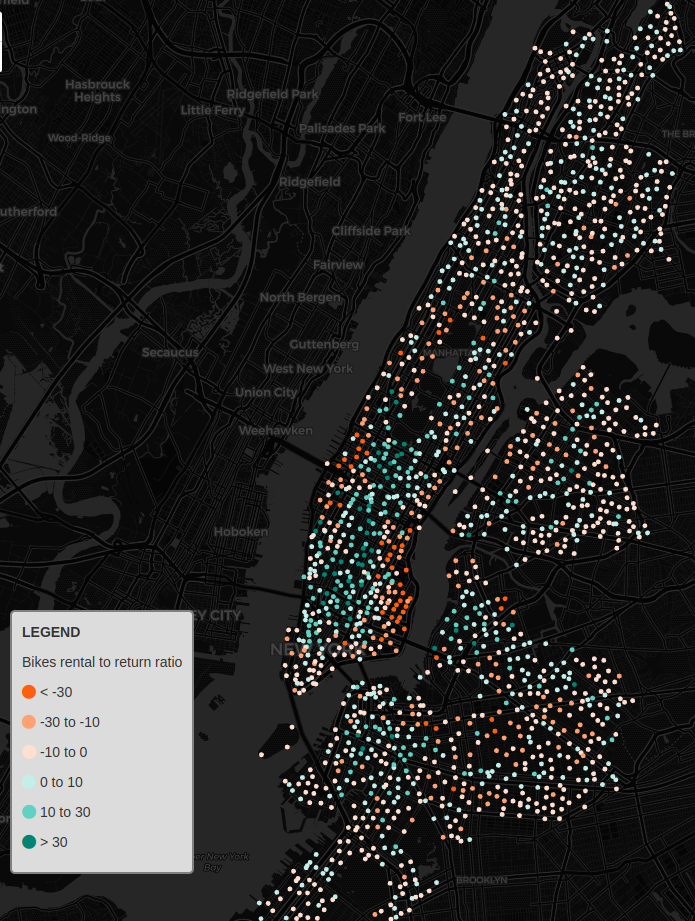 Hasbrouck
Heights
Ridgefield Park
Little Ferry
Fort Lee
Palisades Park
Wood-Ridge
THE BR
Ridgefield
utherford
Cliffside Park
Fairview
North Bergen
Guttenberg
Secaucus
MANHATTA
West New York
Union City
Weehawken
Hoboken
EY CITY
NEW YORK
LEGEND
Bikes rental to return ratio
< -30
-30 to -10
-10 to 0
0 to 10
10 to 30
> 30
er New York
Bay
BROOKLYN